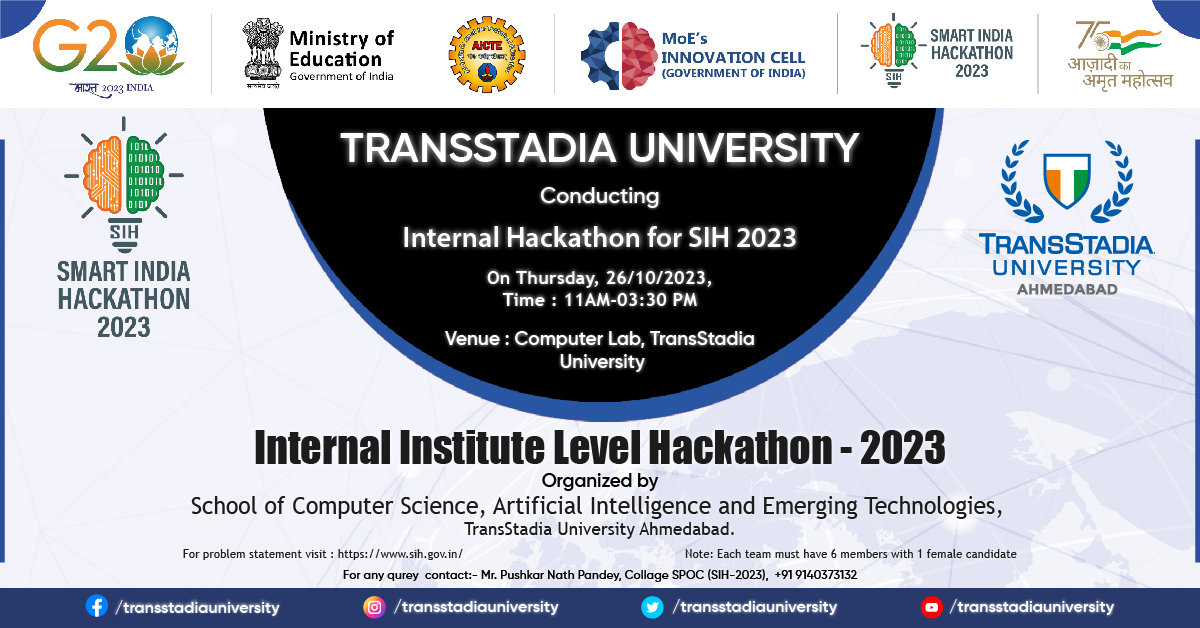 G20
भारत 2023 INDIA
सत्यमेव जयते
Ministry of
Education
Government of India
AICTE
MoE's
INNOVATION CELL
(GOVERNMENT OF INDIA)
SIH
SMART INDIA
HACKATHON
2023
75
आज़ादी का
अमृत महोत्सव
SIH
SMART INDIA
HACKATHON
2023
TRANSSTADIA UNIVERSITY
Conducting
Internal Hackathon for SIH 2023
On Thursday, 26/10/2023,
Time : 11AM-03:30 PM
Venue : Computer Lab, TransStadia
University
T
TRANSSTADIA
UNIVERSITY
AHMEDABAD
Internal Institute Level Hackathon - 2023
Organized by
School of Computer Science, Artificial Intelligence and Emerging Technologies,
TransStadia University Ahmedabad.
For problem statement visit : https://www.sih.gov.in/
Note: Each team must have 6 members with 1 female candidate
For any qurey contact:- Mr. Pushkar Nath Pandey, Collage SPOC (SIH-2023), +91 9140373132
/transstadiauniversity
/transstadiauniversity
/transstadiauniversity
/transstadiauniversity